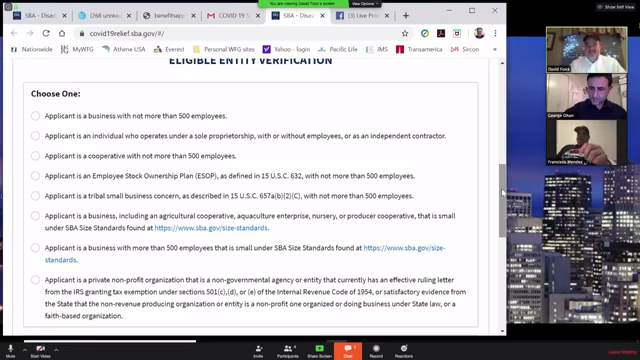 You are viewing David Foxx's screen
View Options
SBA - Disas
(268 unrea
benefitsapp
COVID-19 S
SBA - Disa
(3) Live Pro
covid19relief.sba.gov/#/
Nationwide
MyWFG
Athene USA
Everest
Personal WFG sites
Yahoo - login
Pacific Life
IMS
Transamerica
Sircon
ELIGIBLE ENTITY VERIFICATION
Choose One:
Applicant is a business with not more than 500 employees.
Applicant is an individual who operates under a sole proprietorship, with or without employees, or as an independent contractor.
Applicant is a cooperative with not more than 500 employees.
Applicant is an Employee Stock Ownership Plan (ESOP), as defined in 15 U.S.C. 632, with not more than 500 employees.
Applicant is a tribal small business concern, as described in 15 U.S.C. 657a(b)(2)(C), with not more than 500 employees.
Applicant is a business, including an agricultural cooperative, aquaculture enterprise, nursery, or producer cooperative, that is small
under SBA Size Standards found at https://www.sba.gov/size-standards.
Applicant is a business with more than 500 employees that is small under SBA Size Standards found at https://www.sba.gov/size-
standards.
Applicant is a private non-profit organization that is a non-governmental agency or entity that currently has an effective ruling letter
from the IRS granting tax exemption under sections 501(c),(d), or (e) of the Internal Revenue Code of 1954, or satisfactory evidence from
the State that the non-revenue producing organization or entity is a non-profit one organized or doing business under State law, or a
faith-based organization.
Show Self View
David Foxx
George Ohan
Francisco Mendez
Unmute
Start Video
Invite
Participants
Share Screen
Chat
Record
Reactions
Leave Meeting